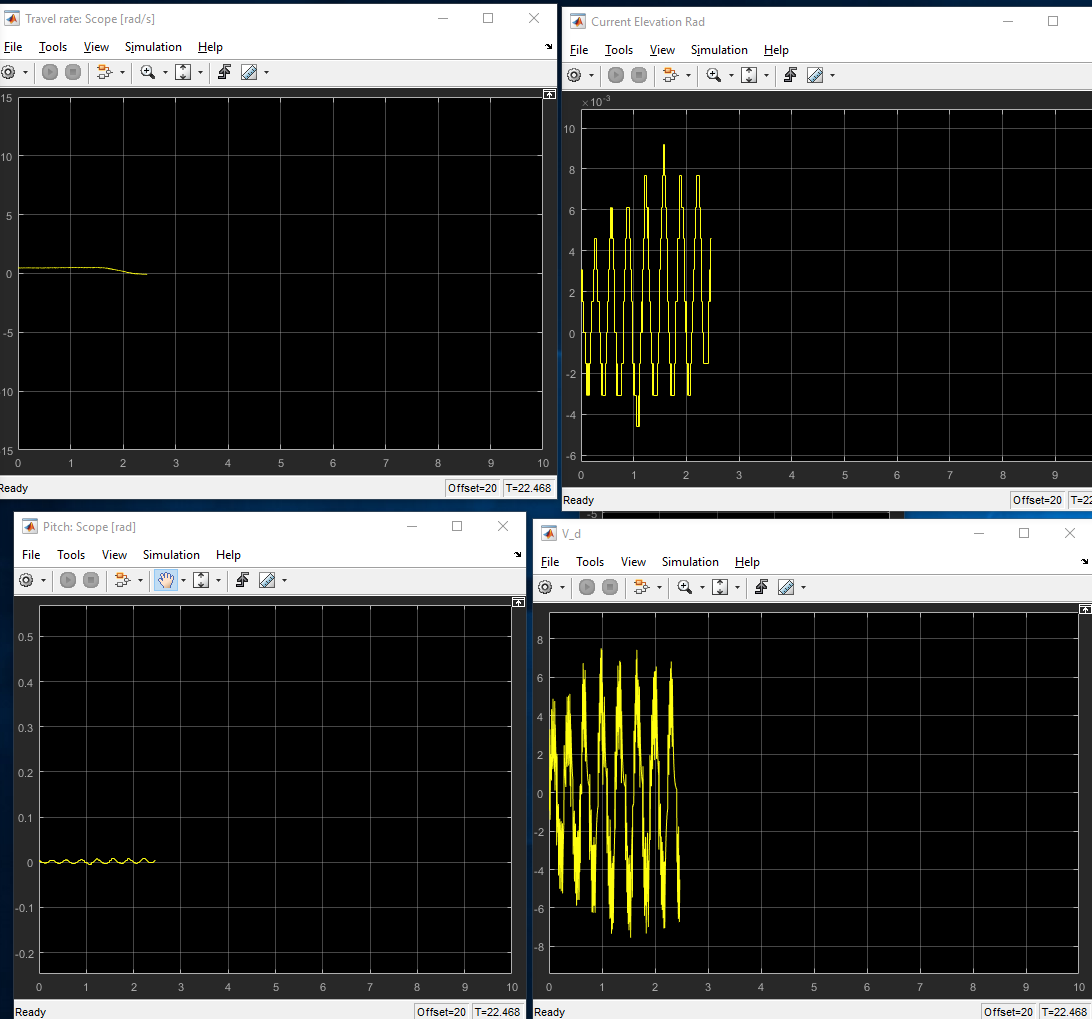 Travel rate: Scope [rad/s]
File Tools View Simulation Help
15
10
5
0
-5
-10
-15
0 1 2 3 4 5 6 7 8 9 10
Ready Offset=20 T=22.468
Current Elevation Rad
File Tools View Simulation Help
×10⁻³
10
8
6
4
2
0
-2
-4
-6
0 1 2 3 4 5 6 7 8 9
Ready Offset=20 T=22
-5
Pitch: Scope [rad]
File Tools View Simulation Help
0.5
0.4
0.3
0.2
0.1
0
-0.1
-0.2
0 1 2 3 4 5 6 7 8 9 10
Ready Offset=20 T=22.468
V_d
File Tools View Simulation Help
8
6
4
2
0
-2
-4
-6
-8
0 1 2 3 4 5 6 7 8 9 10
Ready Offset=20 T=22.468